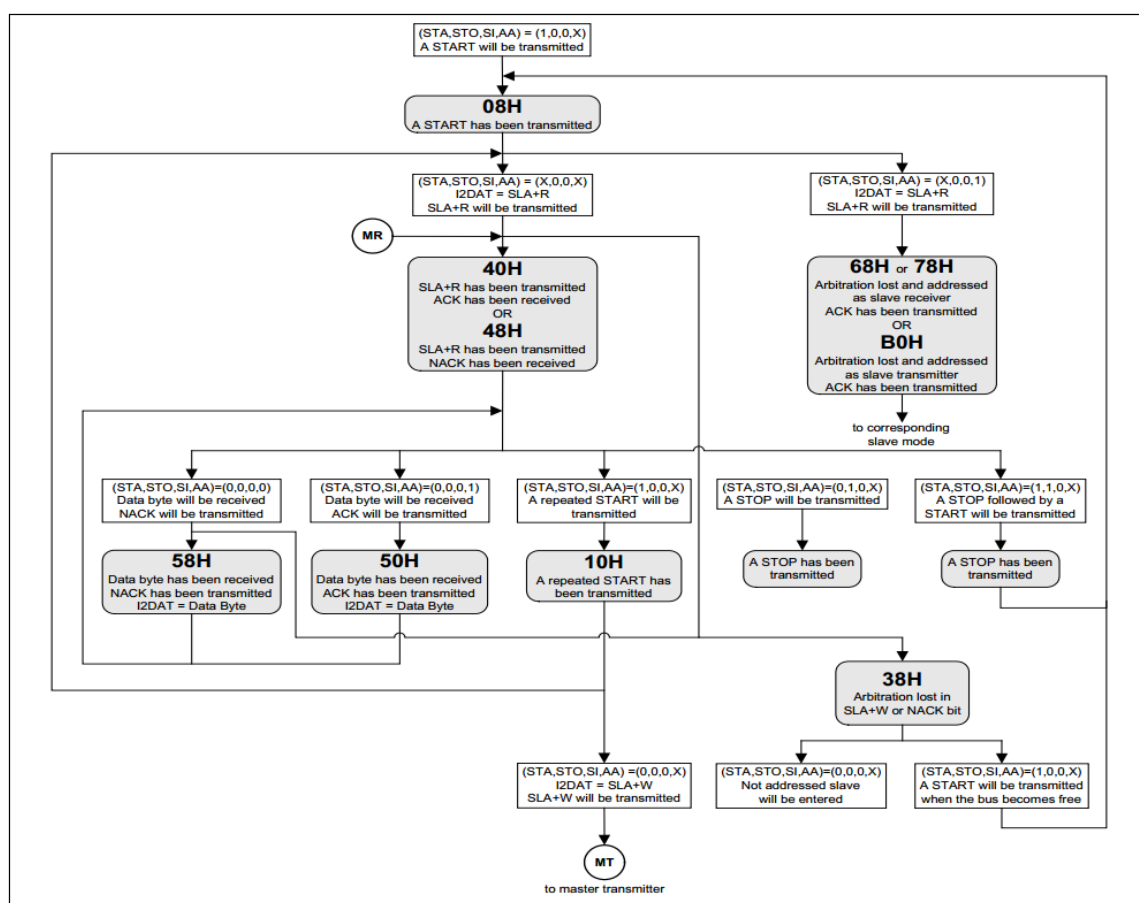 (STA,STO,SI,AA) = (1,0,0,X)
A START will be transmitted
08H
A START has been transmitted
(STA,STO,SI,AA) = (X,0,0,X)
I2DAT = SLA+R
SLA+R will be transmitted
(STA,STO,SI,AA) = (X,0,0,1)
I2DAT = SLA+R
SLA+R will be transmitted
MR
40H
SLA+R has been transmitted
ACK has been received
OR
48H
SLA+R has been transmitted
NACK has been received
68H or 78H
Arbitration lost and addressed
as slave receiver
ACK has been transmitted
OR
B0H
Arbitration lost and addressed
as slave transmitter
ACK has been transmitted
to corresponding
slave mode
(STA,STO,SI,AA)=(0,0,0,0)
Data byte will be received
NACK will be transmitted
(STA,STO,SI,AA)=(0,0,0,1)
Data byte will be received
ACK will be transmitted
(STA,STO,SI,AA)=(1,0,0,X)
A repeated START will be
transmitted
(STA,STO,SI,AA)=(0,1,0,X)
A STOP will be transmitted
(STA,STO,SI,AA)=(1,1,0,X)
A STOP followed by a
START will be transmitted
58H
Data byte has been received
NACK has been transmitted
I2DAT = Data Byte
50H
Data byte has been received
ACK has been transmitted
I2DAT = Data Byte
10H
A repeated START has
been transmitted
A STOP has been
transmitted
A STOP has been
transmitted
38H
Arbitration lost in
SLA+W or NACK bit
(STA,STO,SI,AA) =(0,0,0,X)
I2DAT = SLA+W
SLA+W will be transmitted
(STA,STO,SI,AA)=(0,0,0,X)
Not addressed slave
will be entered
(STA,STO,SI,AA)=(1,0,0,X)
A START will be transmitted
when the bus becomes free
MT
to master transmitter